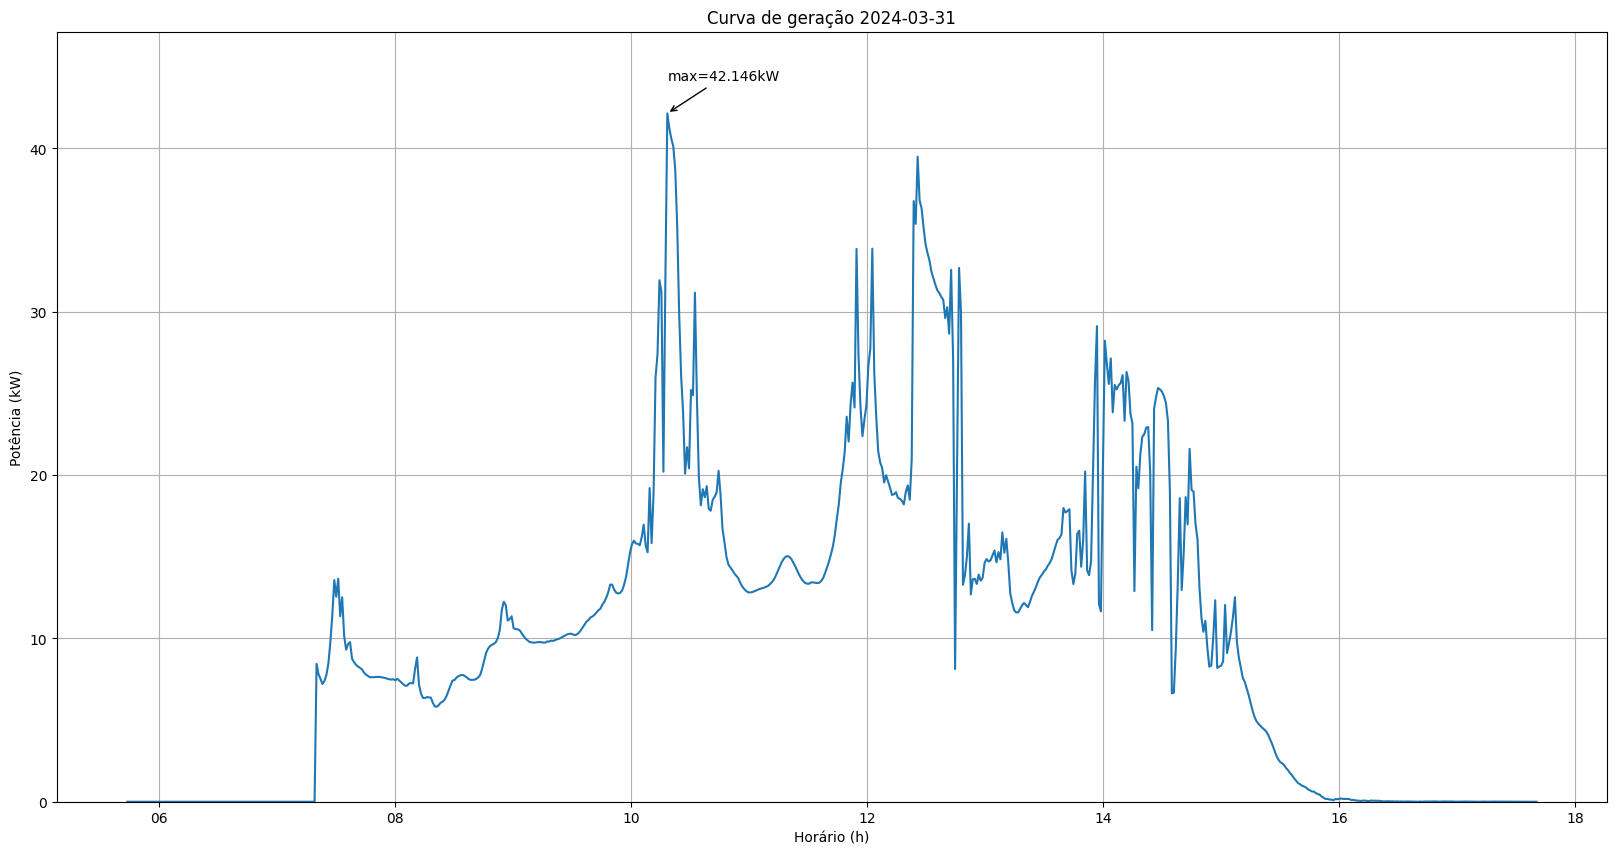 Curva de geração 2024-03-31
max=42.146kW
40
30
20
10
0
Potência (kW)
06 08 10 12 14 16 18
Horário (h)